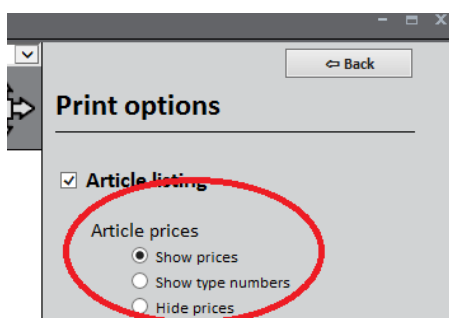 ⇦ Back
Print options
Article listing
Article prices
Show prices
Show type numbers
Hide prices